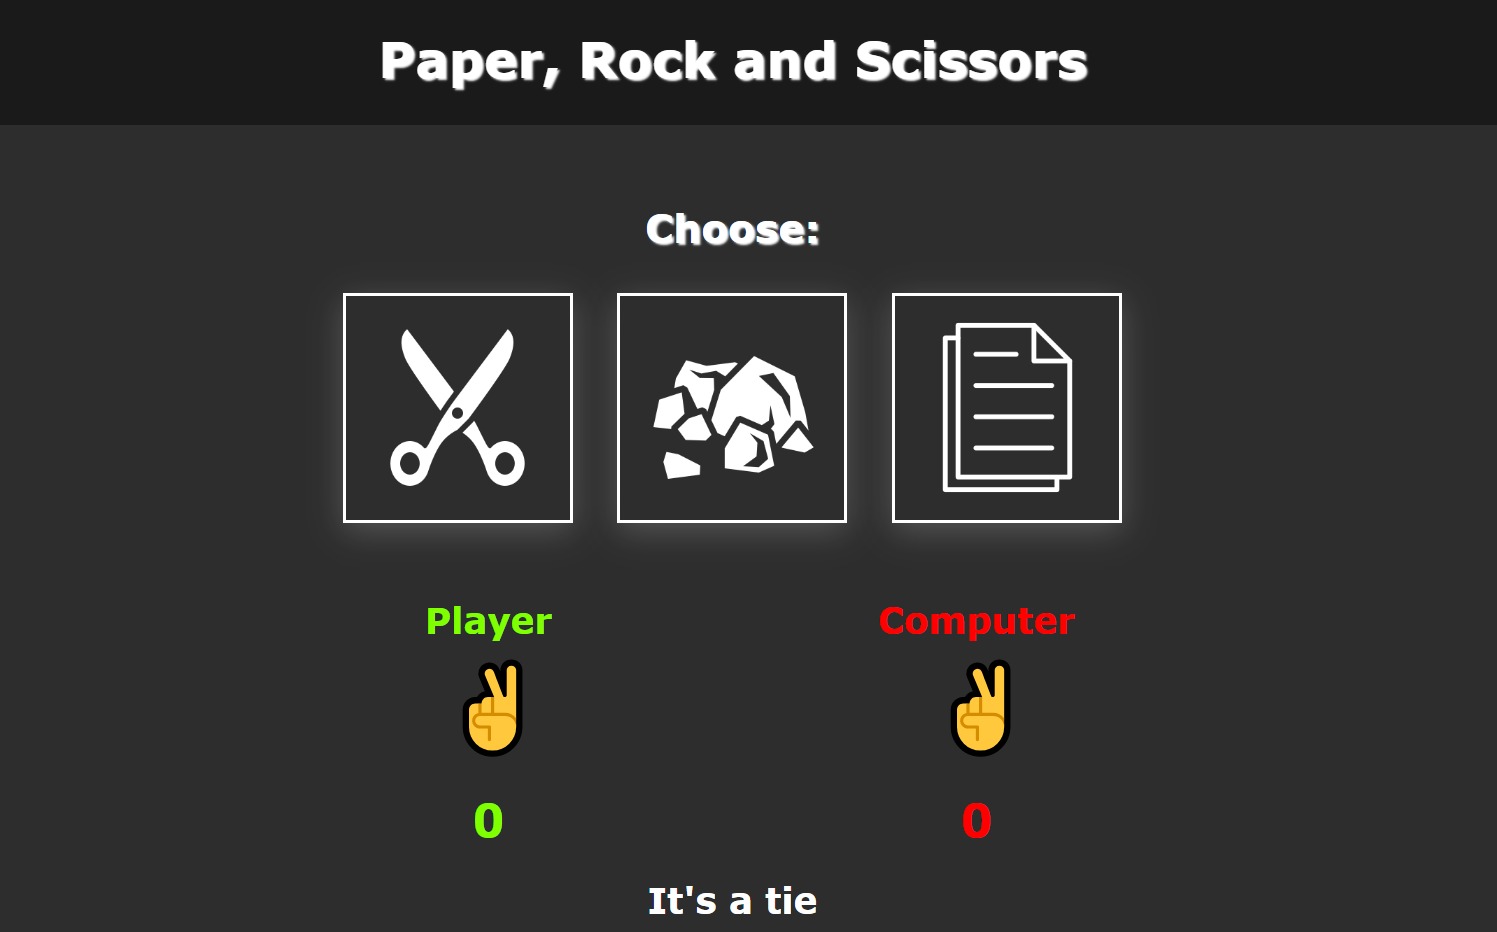 Paper, Rock and Scissors
Choose:
Player
Computer
0
0
It's a tie